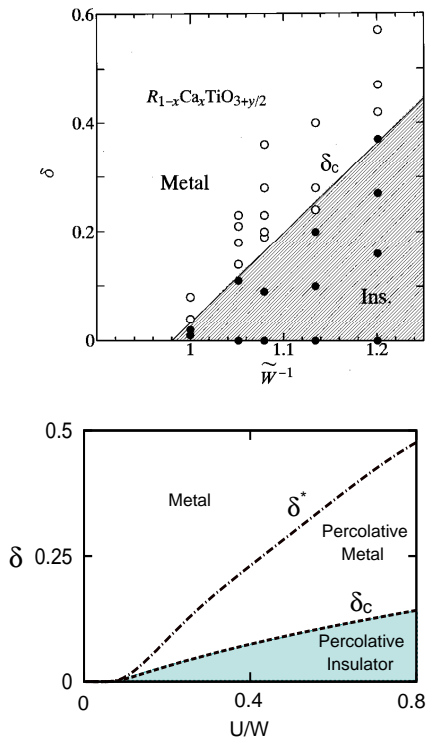 0.6
R1-xCaxTiO3+y/2
0.4
δc
δ
Metal
0.2
Ins.
0
1
1.1
1.2
W̃⁻¹
0.5
Metal
δ*
Percolative
Metal
δ
0.25
δc
Percolative
Insulator
0
0
0.4
0.8
U/W